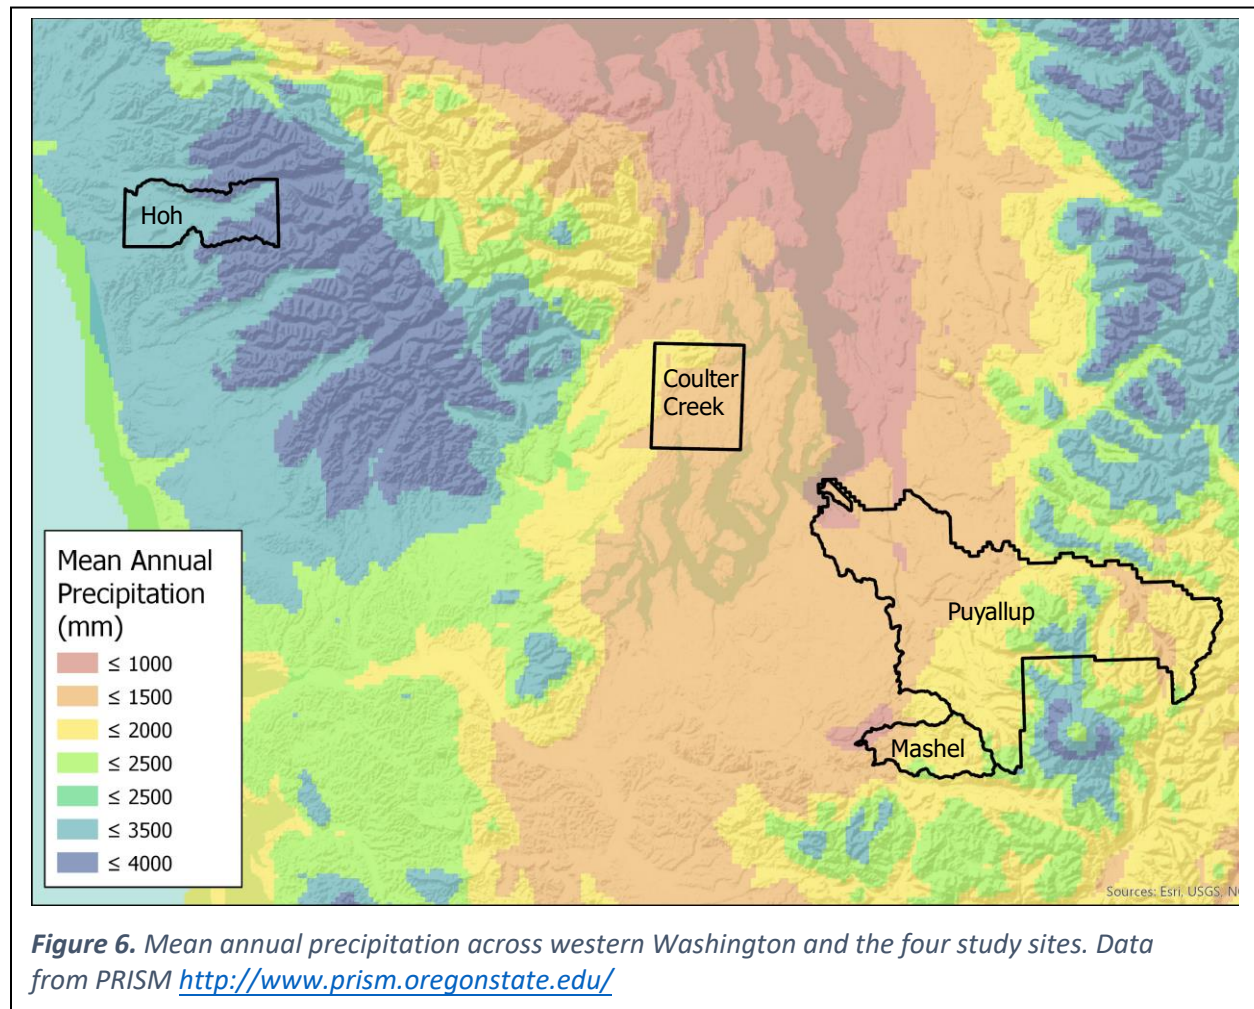 Hoh
Coulter
Creek
Puyallup
Mashel
Mean Annual
Precipitation
(mm)
≤ 1000
≤ 1500
≤ 2000
≤ 2500
≤ 2500
≤ 3500
≤ 4000
Sources: Esri, USGS,
Figure 6. Mean annual precipitation across western Washington and the four study sites. Data
from PRISM http://www.prism.oregonstate.edu/